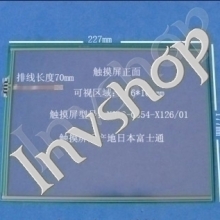 227mm
触摸屏正面
排线长度70mm
可视区域
触摸屏型号 X126/01
触摸屏 产地日本富士通
Invshop